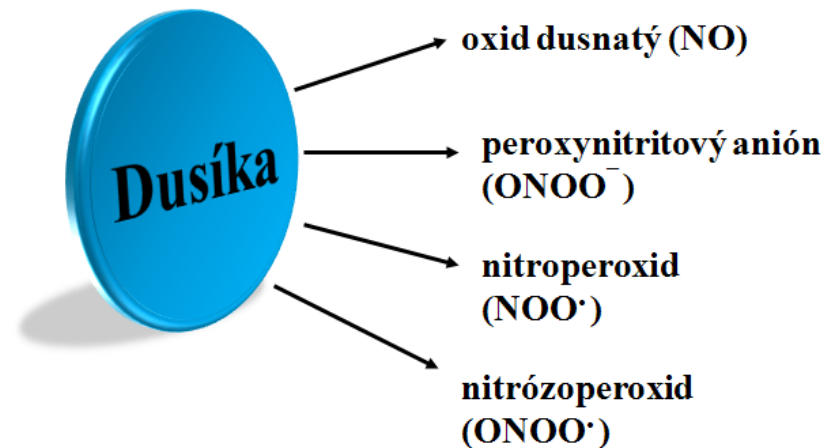 Dusíka
oxid dusnatý (NO)
peroxynitritový anión
(ONOO⁻)
nitroperoxid
(NOO·)
nitrózoperoxid
(ONOO·)